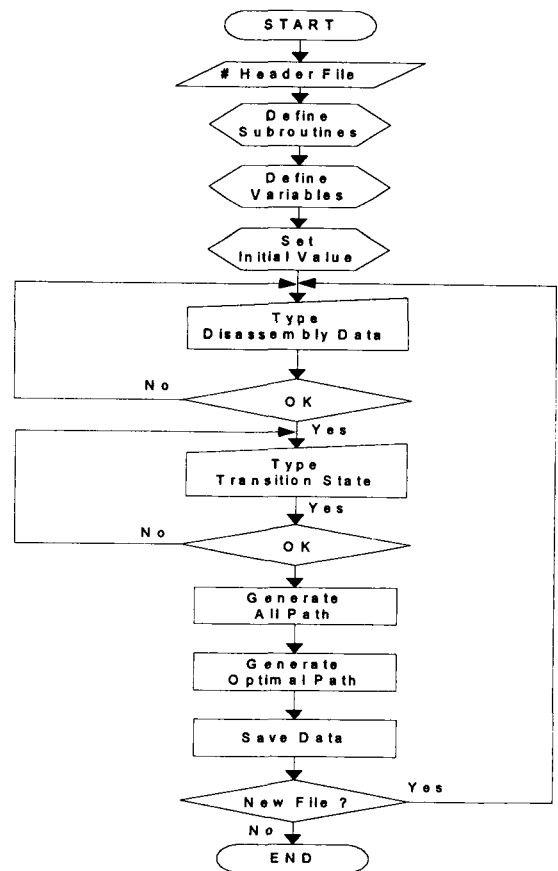 START
# Header File
Define
Subroutines
Define
Variables
Set
Initial Value
Type
Disassembly Data
No
OK
Yes
Type
Transition State
Yes
No
OK
Generate
All Path
Generate
Optimal Path
Save Data
Yes
New File ?
No
END